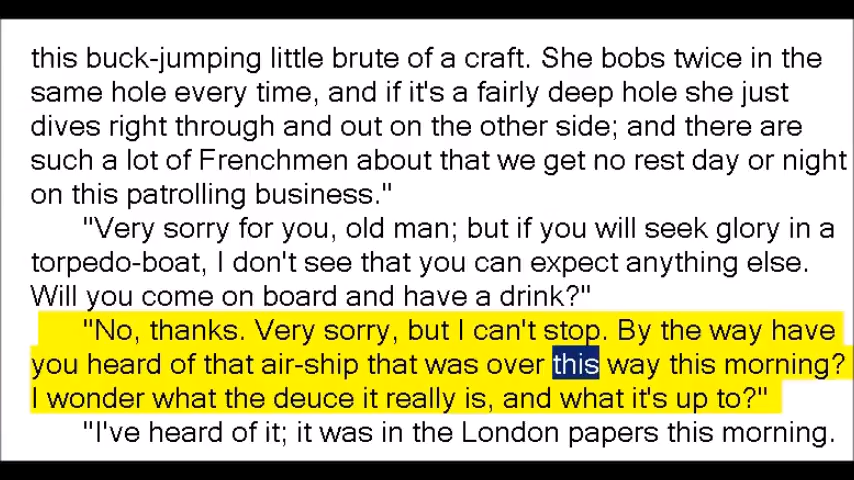 this buck-jumping little brute of a craft. She bobs twice in the
same hole every time, and if it's a fairly deep hole she just
dives right through and out on the other side; and there are
such a lot of Frenchmen about that we get no rest day or night
on this patrolling business."
"Very sorry for you, old man; but if you will seek glory in a
torpedo-boat, I don't see that you can expect anything else.
Will you come on board and have a drink?"
"No, thanks. Very sorry, but I can't stop. By the way have
you heard of that air-ship that was over this way this morning?
I wonder what the deuce it really is, and what it's up to?"
"I've heard of it; it was in the London papers this morning.